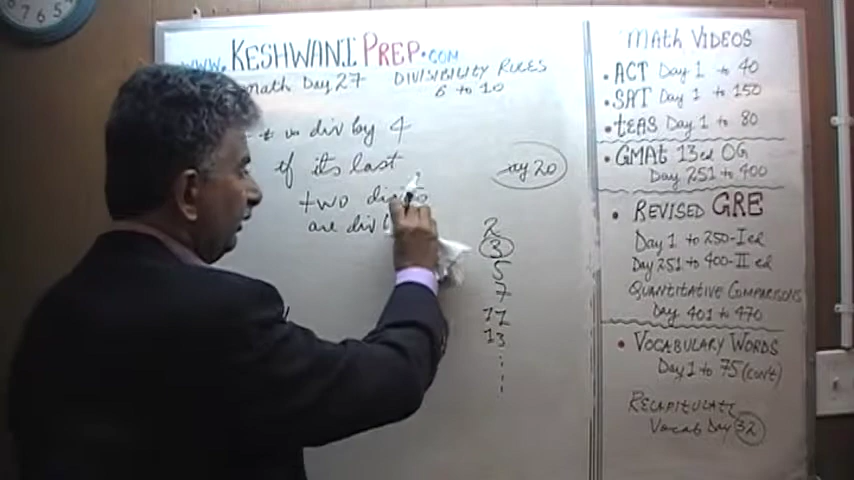 WWW.KESHWANIPREP.COM
math Day 27 DIVISIBILITY RULES
6 to 10
div by 4
if its last
two digits
are div
Day 20
2
3
5
7
11
13
Math VIDEOS
• ACT Day 1 to 40
• SAT Day 1 to 150
• TEAS Day 1 to 80
• GMAT 13ed OG
Day 251 to 400
• REVISED GRE
Day 1 to 250-I ed
Day 251 to 400-II ed
QUANTITATIVE COMPARISONS
Day 401 to 470
• VOCABULARY WORDS
Day 1 to 75 (cont)
RECAPITULATE
Vocab Day 32
7 6 5